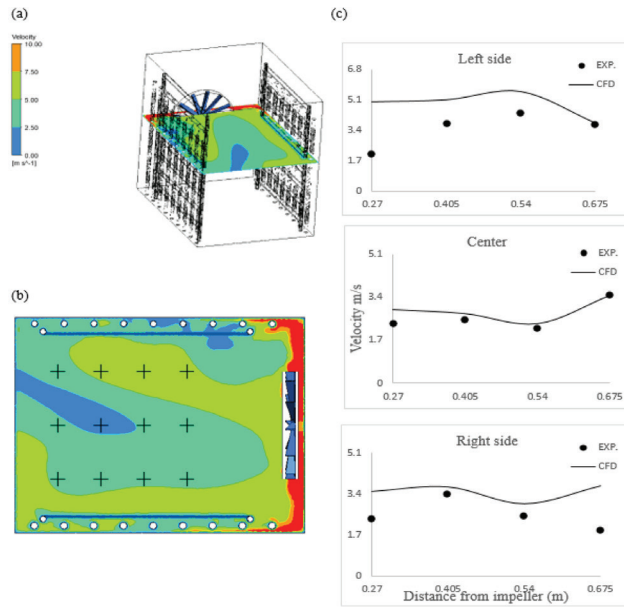 (a)
Velocity
10.00
7.50
5.00
2.50
0.00
[m s^-1]
(b)
(c)
Left side
EXP.
CFD
6.8
5.1
3.4
1.7
0
0.27 0.405 0.54 0.675
Center
EXP.
CFD
Velocity m/s
5.1
3.4
1.7
0
0.27 0.405 0.54 0.675
Right side
EXP.
CFD
5.1
3.4
1.7
0
0.27 0.405 0.54 0.675
Distance from impeller (m)